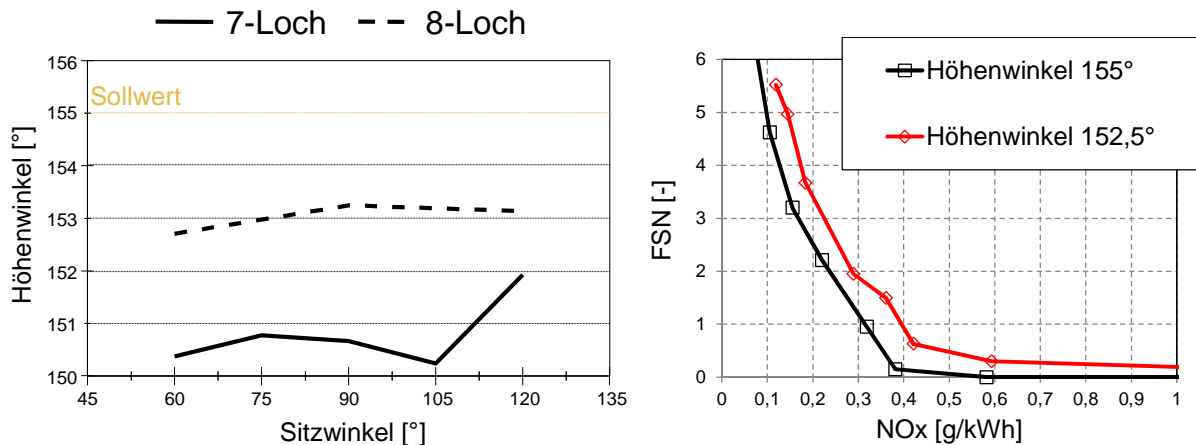 7-Loch 8-Loch
156
155
154
153
152
151
150
Sollwert
Höhenwinkel [°]
45 60 75 90 105 120 135
Sitzwinkel [°]
Höhenwinkel 155°
Höhenwinkel 152,5°
6
5
4
3
2
1
0
FSN [-]
0 0,1 0,2 0,3 0,4 0,5 0,6 0,7 0,8 0,9 1
NOx [g/kWh]